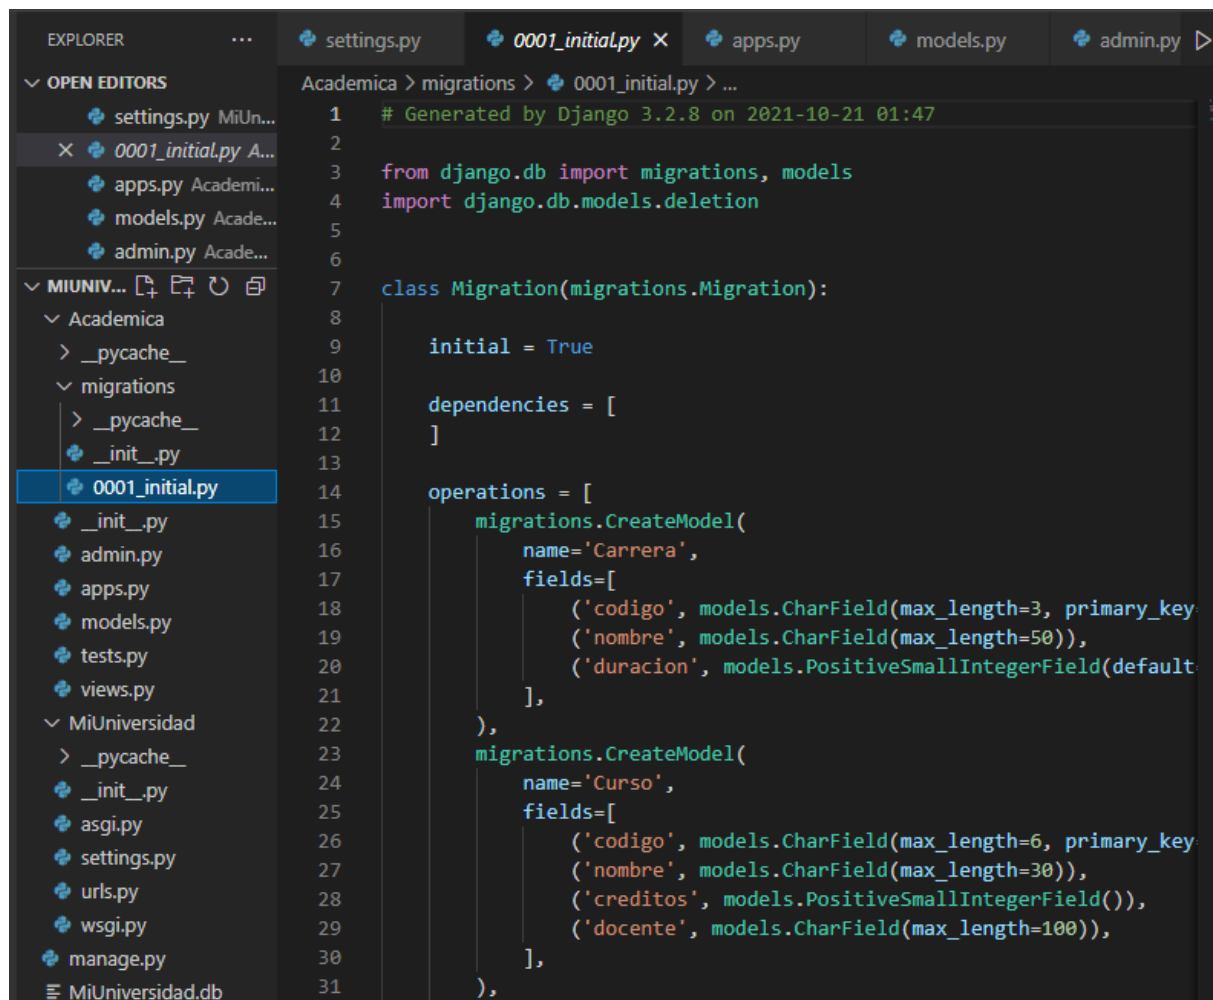 EXPLORER ...
OPEN EDITORS
settings.py MiUn...
0001_initial.py A...
apps.py Academi...
models.py Acade...
admin.py Acade...
MIUNIV...
Academica
__pycache__
migrations
__pycache__
__init__.py
0001_initial.py
__init__.py
admin.py
apps.py
models.py
tests.py
views.py
MiUniversidad
__pycache__
__init__.py
asgi.py
settings.py
urls.py
wsgi.py
manage.py
MiUniversidad.db
settings.py 0001_initial.py apps.py models.py admin.py
Academica > migrations > 0001_initial.py > ...
1 # Generated by Django 3.2.8 on 2021-10-21 01:47
2
3 from django.db import migrations, models
4 import django.db.models.deletion
5
6
7 class Migration(migrations.Migration):
8
9 initial = True
10
11 dependencies = [
12 ]
13
14 operations = [
15 migrations.CreateModel(
16 name='Carrera',
17 fields=[
18 ('codigo', models.CharField(max_length=3, primary_key=
19 ('nombre', models.CharField(max_length=50)),
20 ('duracion', models.PositiveSmallIntegerField(default=
21 ],
22 ),
23 migrations.CreateModel(
24 name='Curso',
25 fields=[
26 ('codigo', models.CharField(max_length=6, primary_key=
27 ('nombre', models.CharField(max_length=30)),
28 ('creditos', models.PositiveSmallIntegerField()),
29 ('docente', models.CharField(max_length=100)),
30 ],
31 ),